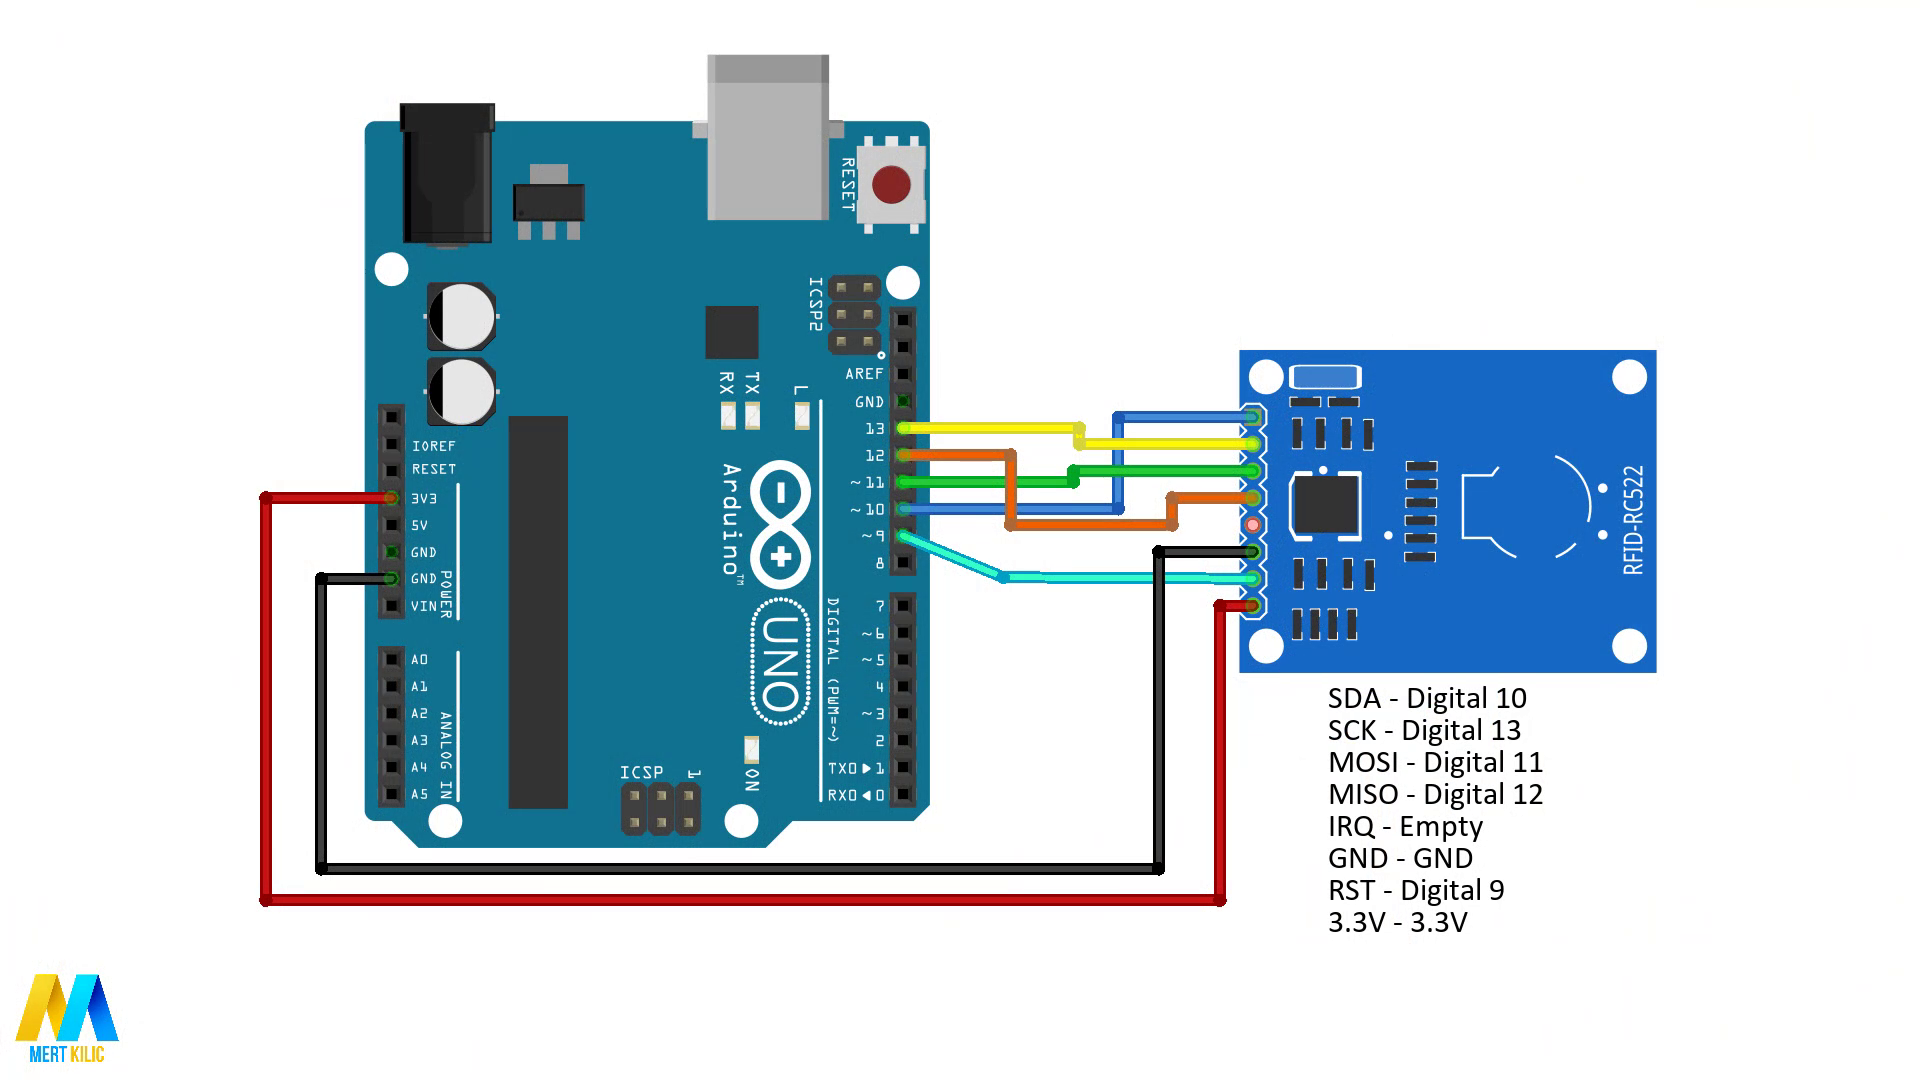 RESET
ICSP2
AREF
GND
13
12
~11
~10
~9
8
RX
TX
L
IOREF
RESET
3V3
5V
GND
GND
VIN
POWER
Arduino™
UNO
7
~6
~5
4
~3
2
TX0▶1
RX0◀0
DIGITAL (PWM=~)
A0
A1
A2
A3
A4
A5
ANALOG IN
ICSP
1
ON
RFID-RC522
SDA - Digital 10
SCK - Digital 13
MOSI - Digital 11
MISO - Digital 12
IRQ - Empty
GND - GND
RST - Digital 9
3.3V - 3.3V
MERT KILIC